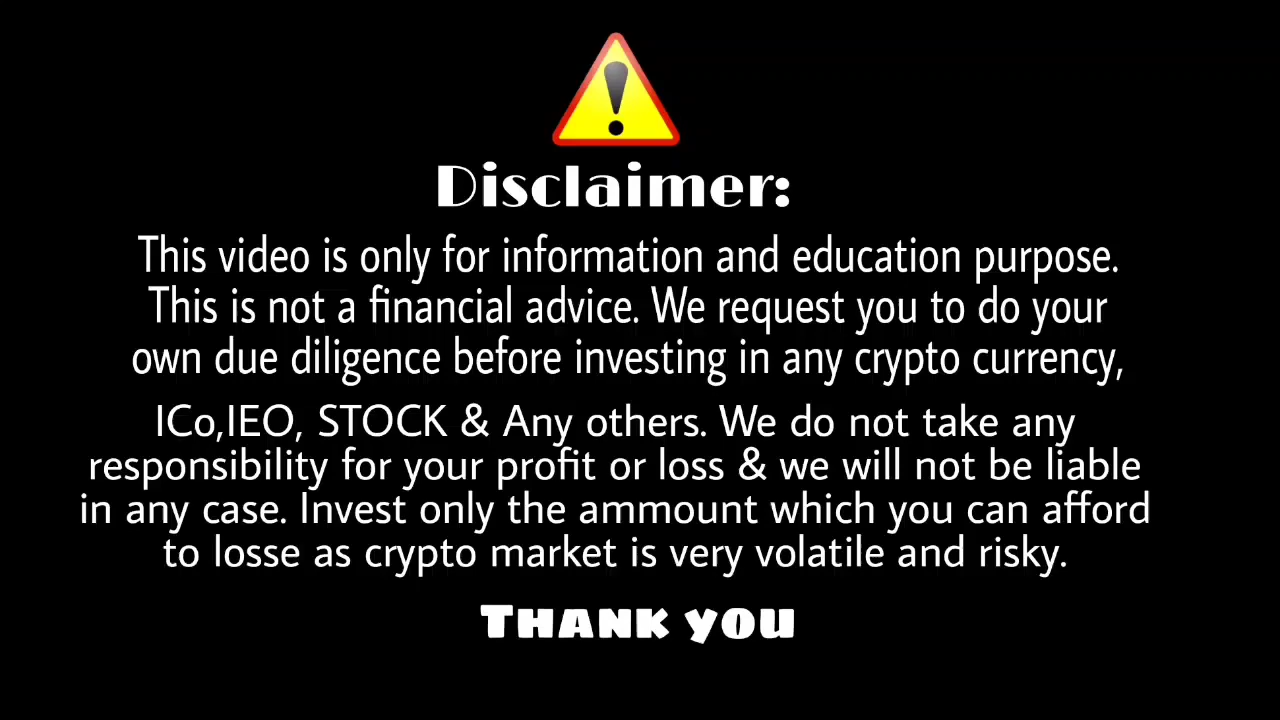 Disclaimer:
This video is only for information and education purpose.
This is not a financial advice. We request you to do your
own due diligence before investing in any crypto currency,
ICo,IEO, STOCK & Any others. We do not take any
responsibility for your profit or loss & we will not be liable
in any case. Invest only the ammount which you can afford
to losse as crypto market is very volatile and risky.
THANK YOU